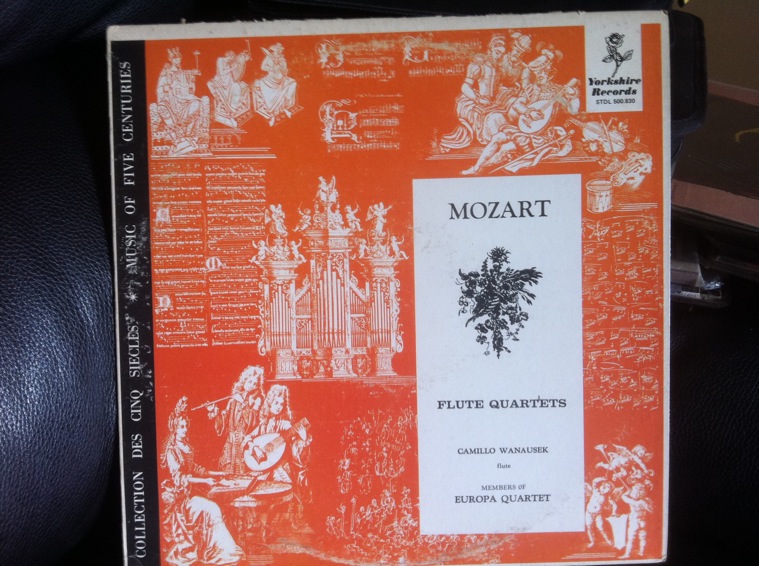 COLLECTION DES CINQ SIECLES * MUSIC OF FIVE CENTURIES
Yorkshire
Records
STDL 500.830
MOZART
FLUTE QUARTETS
CAMILLO WANAUSEK
flute
MEMBERS OF
EUROPA QUARTET